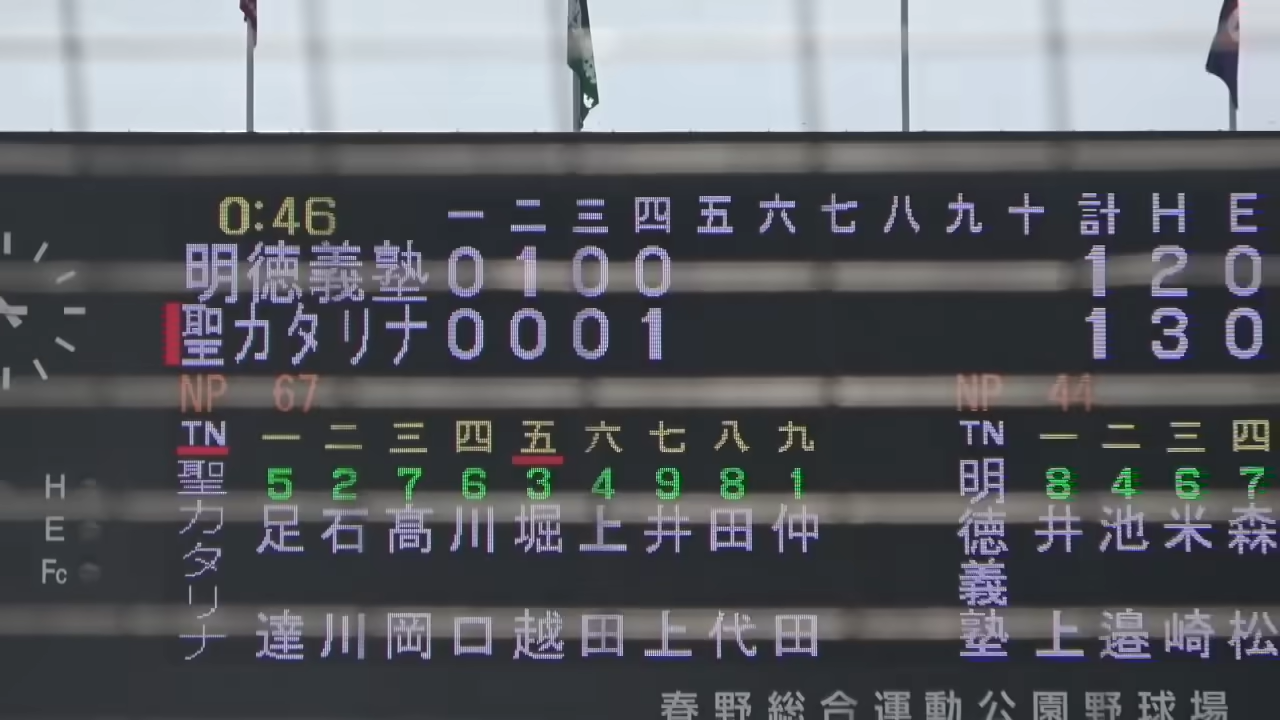 0:46 一 二 三 四 五 六 七 八 九 十 計 H E
明徳義塾 0 1 0 0 1 2 0
聖カタリナ 0 0 0 1 1 3 0
NP 67 NP 44
TN 一 二 三 四 五 六 七 八 九
5 2 7 6 3 4 9 8 1
聖カタリナ
足達 石川 髙岡 川口 堀越 上田 井上 田代 仲田
TN 一 二 三 四
8 4 6 7
明徳義塾
井上 池邉 米崎 森松
H
E
Fc
春野総合運動公園野球場